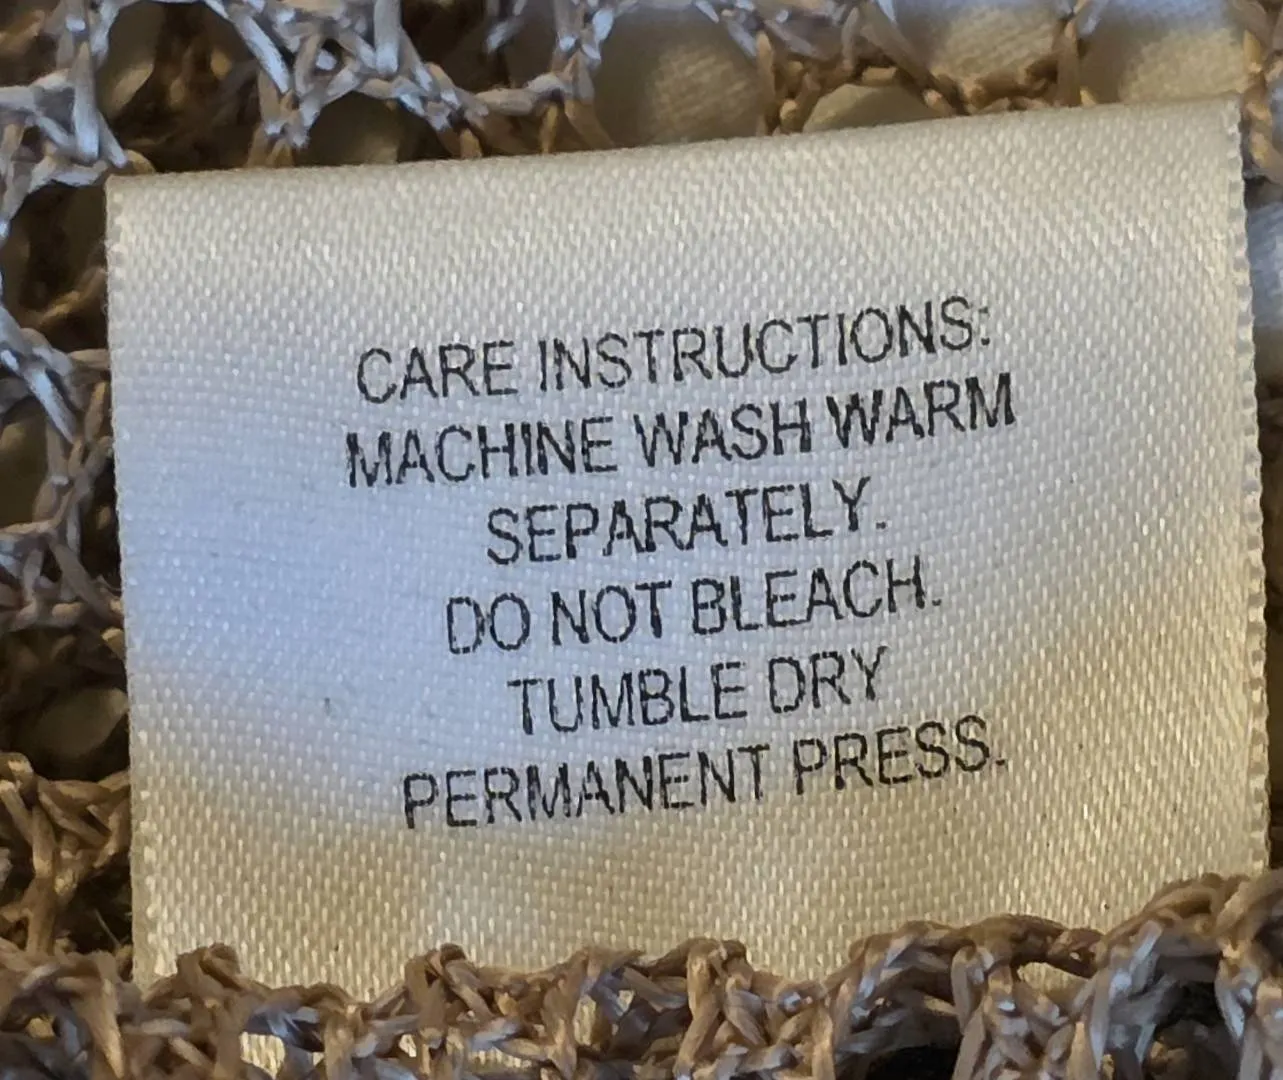 CARE INSTRUCTIONS:
MACHINE WASH WARM
SEPARATELY.
DO NOT BLEACH.
TUMBLE DRY
PERMANENT PRESS.